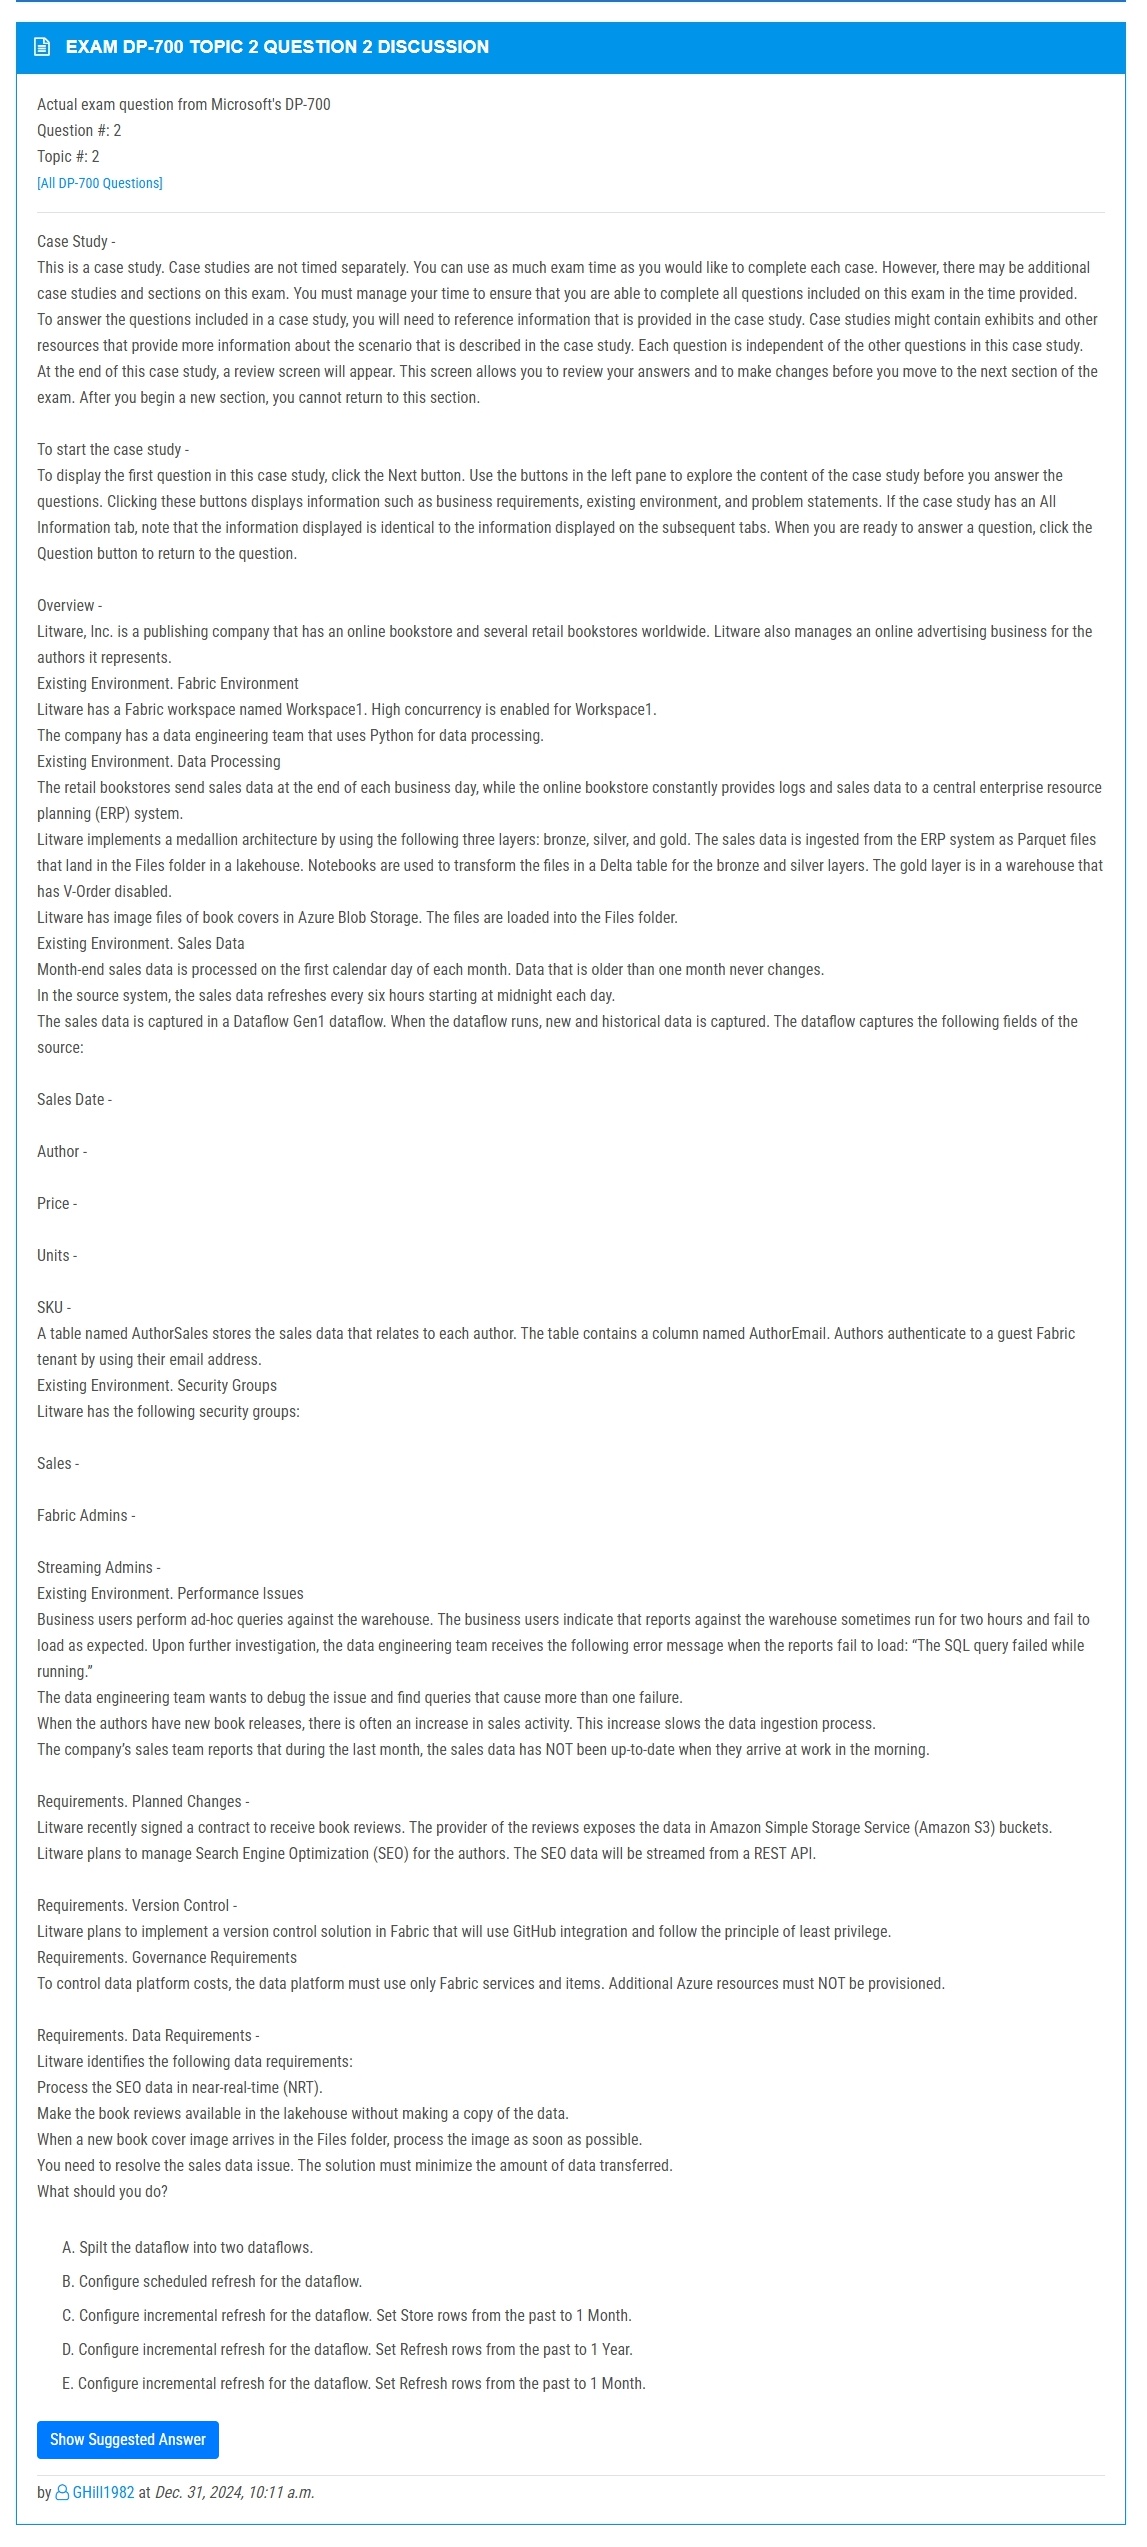 EXAM DP-700 TOPIC 2 QUESTION 2 DISCUSSION
Actual exam question from Microsoft's DP-700
Question #: 2
Topic #: 2
[All DP-700 Questions]
Case Study -
This is a case study. Case studies are not timed separately. You can use as much exam time as you would like to complete each case. However, there may be additional
case studies and sections on this exam. You must manage your time to ensure that you are able to complete all questions included on this exam in the time provided.
To answer the questions included in a case study, you will need to reference information that is provided in the case study. Case studies might contain exhibits and other
resources that provide more information about the scenario that is described in the case study. Each question is independent of the other questions in this case study.
At the end of this case study, a review screen will appear. This screen allows you to review your answers and to make changes before you move to the next section of the
exam. After you begin a new section, you cannot return to this section.
To start the case study -
To display the first question in this case study, click the Next button. Use the buttons in the left pane to explore the content of the case study before you answer the
questions. Clicking these buttons displays information such as business requirements, existing environment, and problem statements. If the case study has an All
Information tab, note that the information displayed is identical to the information displayed on the subsequent tabs. When you are ready to answer a question, click the
Question button to return to the question.
Overview -
Litware, Inc. is a publishing company that has an online bookstore and several retail bookstores worldwide. Litware also manages an online advertising business for the
authors it represents.
Existing Environment. Fabric Environment
Litware has a Fabric workspace named Workspace1. High concurrency is enabled for Workspace1.
The company has a data engineering team that uses Python for data processing.
Existing Environment. Data Processing
The retail bookstores send sales data at the end of each business day, while the online bookstore constantly provides logs and sales data to a central enterprise resource
planning (ERP) system.
Litware implements a medallion architecture by using the following three layers: bronze, silver, and gold. The sales data is ingested from the ERP system as Parquet files
that land in the Files folder in a lakehouse. Notebooks are used to transform the files in a Delta table for the bronze and silver layers. The gold layer is in a warehouse that
has V-Order disabled.
Litware has image files of book covers in Azure Blob Storage. The files are loaded into the Files folder.
Existing Environment. Sales Data
Month-end sales data is processed on the first calendar day of each month. Data that is older than one month never changes.
In the source system, the sales data refreshes every six hours starting at midnight each day.
The sales data is captured in a Dataflow Gen1 dataflow. When the dataflow runs, new and historical data is captured. The dataflow captures the following fields of the
source:
Sales Date -
Author -
Price -
Units -
SKU -
A table named AuthorSales stores the sales data that relates to each author. The table contains a column named AuthorEmail. Authors authenticate to a guest Fabric
tenant by using their email address.
Existing Environment. Security Groups
Litware has the following security groups:
Sales -
Fabric Admins -
Streaming Admins -
Existing Environment. Performance Issues
Business users perform ad-hoc queries against the warehouse. The business users indicate that reports against the warehouse sometimes run for two hours and fail to
load as expected. Upon further investigation, the data engineering team receives the following error message when the reports fail to load: “The SQL query failed while
running.”
The data engineering team wants to debug the issue and find queries that cause more than one failure.
When the authors have new book releases, there is often an increase in sales activity. This increase slows the data ingestion process.
The company’s sales team reports that during the last month, the sales data has NOT been up-to-date when they arrive at work in the morning.
Requirements. Planned Changes -
Litware recently signed a contract to receive book reviews. The provider of the reviews exposes the data in Amazon Simple Storage Service (Amazon S3) buckets.
Litware plans to manage Search Engine Optimization (SEO) for the authors. The SEO data will be streamed from a REST API.
Requirements. Version Control -
Litware plans to implement a version control solution in Fabric that will use GitHub integration and follow the principle of least privilege.
Requirements. Governance Requirements
To control data platform costs, the data platform must use only Fabric services and items. Additional Azure resources must NOT be provisioned.
Requirements. Data Requirements -
Litware identifies the following data requirements:
Process the SEO data in near-real-time (NRT).
Make the book reviews available in the lakehouse without making a copy of the data.
When a new book cover image arrives in the Files folder, process the image as soon as possible.
You need to resolve the sales data issue. The solution must minimize the amount of data transferred.
What should you do?
A. Spilt the dataflow into two dataflows.
B. Configure scheduled refresh for the dataflow.
C. Configure incremental refresh for the dataflow. Set Store rows from the past to 1 Month.
D. Configure incremental refresh for the dataflow. Set Refresh rows from the past to 1 Year.
E. Configure incremental refresh for the dataflow. Set Refresh rows from the past to 1 Month.
Show Suggested Answer
by GHill1982 at Dec. 31, 2024, 10:11 a.m.